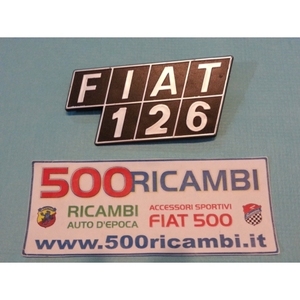 FIAT
126
500RICAMBI
RICAMBI
AUTO D'EPOCA
ACCESSORI SPORTIVI
FIAT 500
www.500ricambi.it